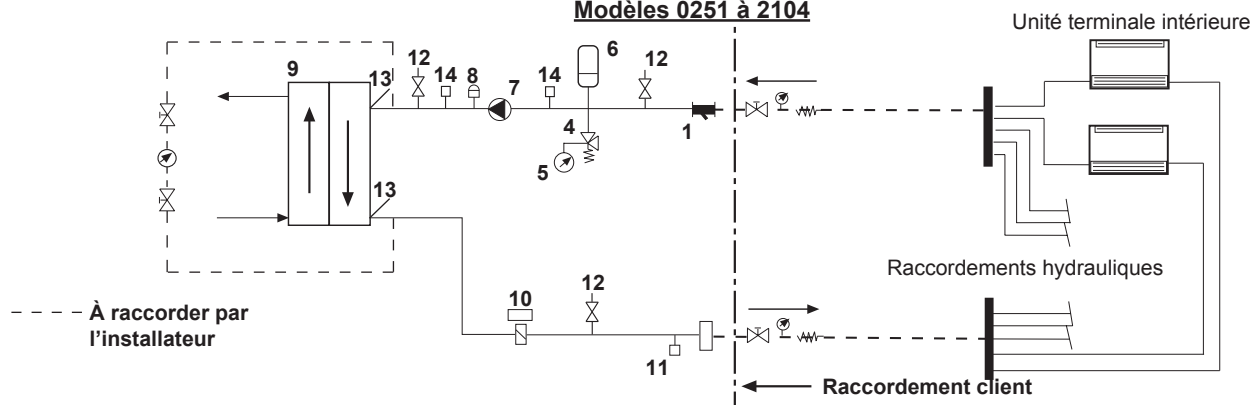 Modèles 0251 à 2104
Unité terminale intérieure
12
14
8
7
14
6
12
9
13
4
5
1
13
10
12
11
Raccordements hydrauliques
À raccorder par
l'installateur
Raccordement client